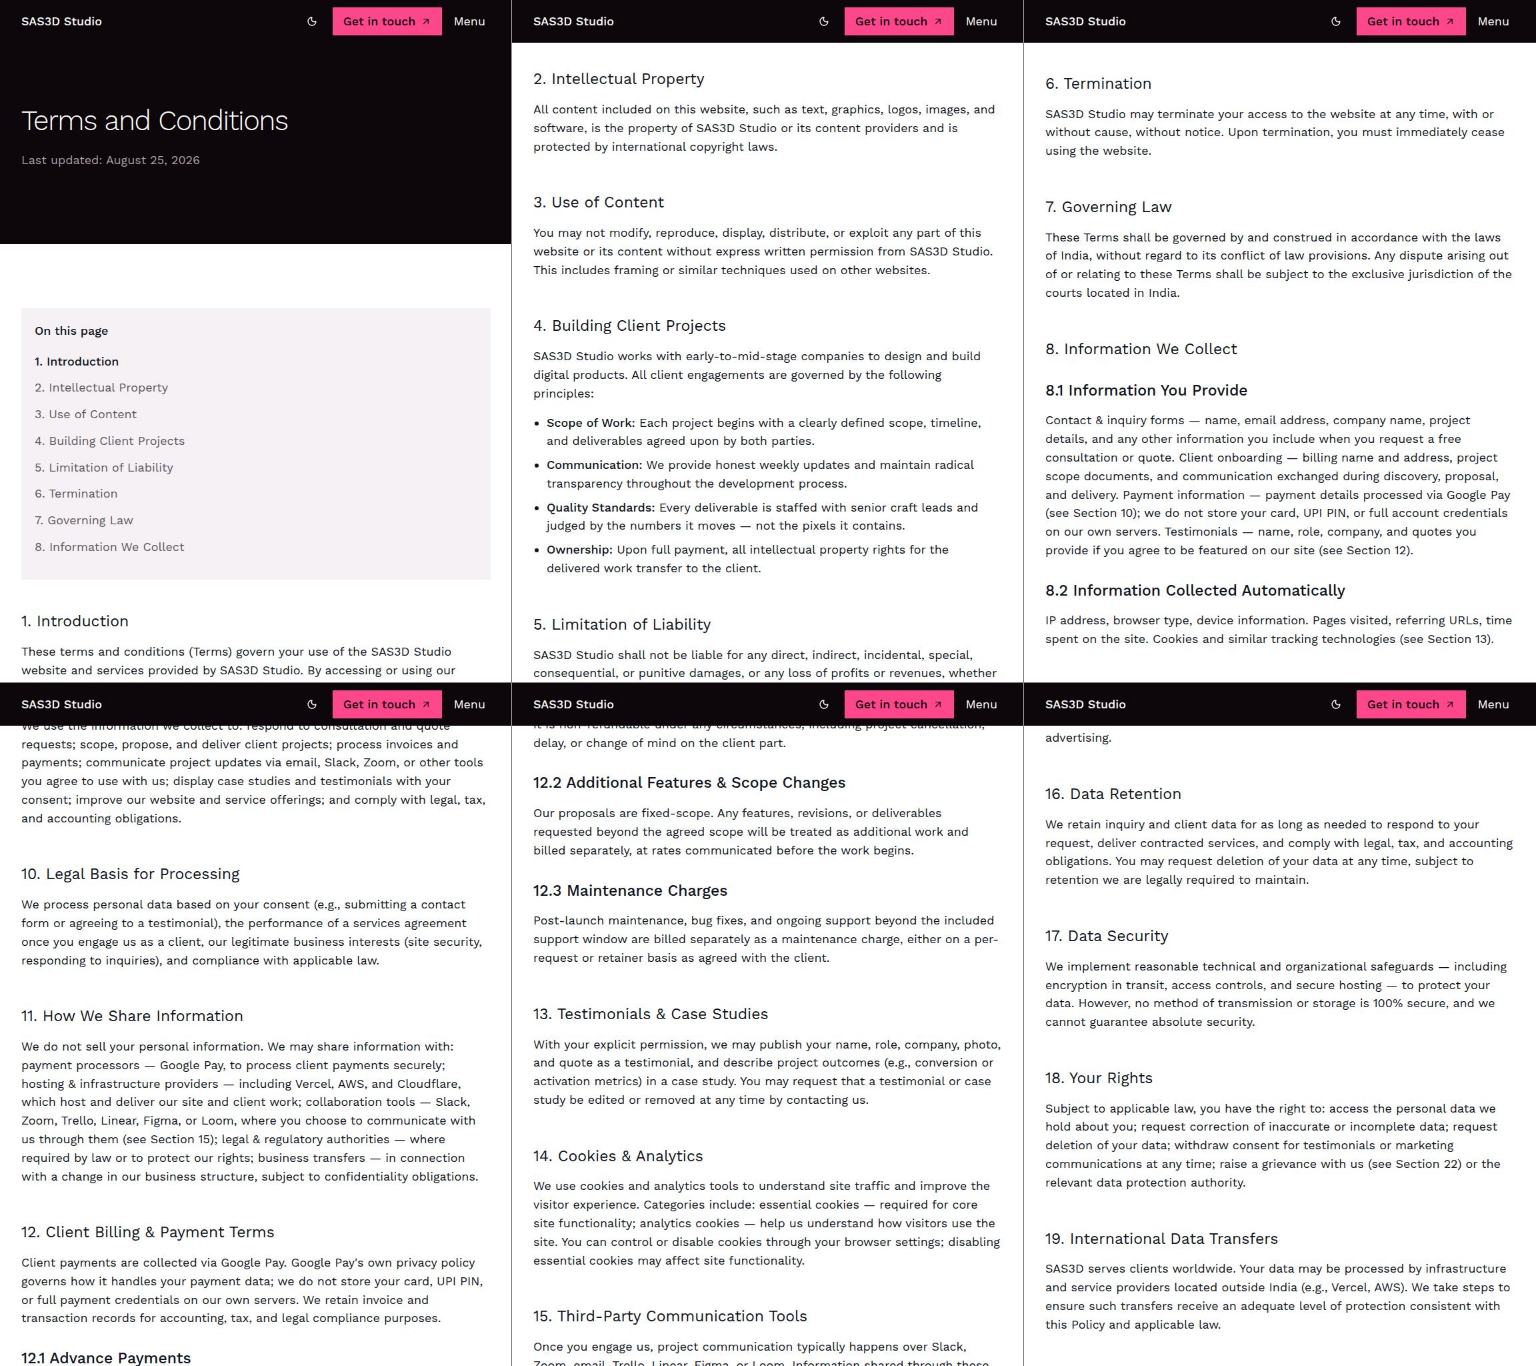 SAS3D Studio
Get in touch ↗
Menu
Terms and Conditions
Last updated: August 25, 2026
On this page
1. Introduction
2. Intellectual Property
3. Use of Content
4. Building Client Projects
5. Limitation of Liability
6. Termination
7. Governing Law
8. Information We Collect
1. Introduction
These terms and conditions (Terms) govern your use of the SAS3D Studio
website and services provided by SAS3D Studio. By accessing or using our
SAS3D Studio
Get in touch ↗
Menu
2. Intellectual Property
All content included on this website, such as text, graphics, logos, images, and
software, is the property of SAS3D Studio or its content providers and is
protected by international copyright laws.
3. Use of Content
You may not modify, reproduce, display, distribute, or exploit any part of this
website or its content without express written permission from SAS3D Studio.
This includes framing or similar techniques used on other websites.
4. Building Client Projects
SAS3D Studio works with early-to-mid-stage companies to design and build
digital products. All client engagements are governed by the following
principles:
• Scope of Work: Each project begins with a clearly defined scope, timeline,
and deliverables agreed upon by both parties.
• Communication: We provide honest weekly updates and maintain radical
transparency throughout the development process.
• Quality Standards: Every deliverable is staffed with senior craft leads and
judged by the numbers it moves — not the pixels it contains.
• Ownership: Upon full payment, all intellectual property rights for the
delivered work transfer to the client.
5. Limitation of Liability
SAS3D Studio shall not be liable for any direct, indirect, incidental, special,
consequential, or punitive damages, or any loss of profits or revenues, whether
SAS3D Studio
Get in touch ↗
Menu
6. Termination
SAS3D Studio may terminate your access to the website at any time, with or
without cause, without notice. Upon termination, you must immediately cease
using the website.
7. Governing Law
These Terms shall be governed by and construed in accordance with the laws
of India, without regard to its conflict of law provisions. Any dispute arising out
of or relating to these Terms shall be subject to the exclusive jurisdiction of the
courts located in India.
8. Information We Collect
8.1 Information You Provide
Contact & inquiry forms — name, email address, company name, project
details, and any other information you include when you request a free
consultation or quote. Client onboarding — billing name and address, project
scope documents, and communication exchanged during discovery, proposal,
and delivery. Payment information — payment details processed via Google Pay
(see Section 10); we do not store your card, UPI PIN, or full account credentials
on our own servers. Testimonials — name, role, company, and quotes you
provide if you agree to be featured on our site (see Section 12).
8.2 Information Collected Automatically
IP address, browser type, device information. Pages visited, referring URLs, time
spent on the site. Cookies and similar tracking technologies (see Section 13).
SAS3D Studio
Get in touch ↗
Menu
We use the information we collect to: respond to consultation and quote
requests; scope, propose, and deliver client projects; process invoices and
payments; communicate project updates via email, Slack, Zoom, or other tools
you agree to use with us; display case studies and testimonials with your
consent; improve our website and service offerings; and comply with legal, tax,
and accounting obligations.
10. Legal Basis for Processing
We process personal data based on your consent (e.g., submitting a contact
form or agreeing to a testimonial), the performance of a services agreement
once you engage us as a client, our legitimate business interests (site security,
responding to inquiries), and compliance with applicable law.
11. How We Share Information
We do not sell your personal information. We may share information with:
payment processors — Google Pay, to process client payments securely;
hosting & infrastructure providers — including Vercel, AWS, and Cloudflare,
which host and deliver our site and client work; collaboration tools — Slack,
Zoom, Trello, Linear, Figma, or Loom, where you choose to communicate with
us through them (see Section 15); legal & regulatory authorities — where
required by law or to protect our rights; business transfers — in connection
with a change in our business structure, subject to confidentiality obligations.
12. Client Billing & Payment Terms
Client payments are collected via Google Pay. Google Pay's own privacy policy
governs how it handles your payment data; we do not store your card, UPI PIN,
or full payment credentials on our own servers. We retain invoice and
transaction records for accounting, tax, and legal compliance purposes.
12.1 Advance Payments
SAS3D Studio
Get in touch ↗
Menu
it is non-refundable under any circumstances, including project cancellation,
delay, or change of mind on the client part.
12.2 Additional Features & Scope Changes
Our proposals are fixed-scope. Any features, revisions, or deliverables
requested beyond the agreed scope will be treated as additional work and
billed separately, at rates communicated before the work begins.
12.3 Maintenance Charges
Post-launch maintenance, bug fixes, and ongoing support beyond the included
support window are billed separately as a maintenance charge, either on a per-
request or retainer basis as agreed with the client.
13. Testimonials & Case Studies
With your explicit permission, we may publish your name, role, company, photo,
and quote as a testimonial, and describe project outcomes (e.g., conversion or
activation metrics) in a case study. You may request that a testimonial or case
study be edited or removed at any time by contacting us.
14. Cookies & Analytics
We use cookies and analytics tools to understand site traffic and improve the
visitor experience. Categories include: essential cookies — required for core
site functionality; analytics cookies — help us understand how visitors use the
site. You can control or disable cookies through your browser settings; disabling
essential cookies may affect site functionality.
15. Third-Party Communication Tools
Once you engage us, project communication typically happens over Slack,
Zoom, email, Trello, Linear, Figma, or Loom. Information shared through these
SAS3D Studio
Get in touch ↗
Menu
advertising.
16. Data Retention
We retain inquiry and client data for as long as needed to respond to your
request, deliver contracted services, and comply with legal, tax, and accounting
obligations. You may request deletion of your data at any time, subject to
retention we are legally required to maintain.
17. Data Security
We implement reasonable technical and organizational safeguards — including
encryption in transit, access controls, and secure hosting — to protect your
data. However, no method of transmission or storage is 100% secure, and we
cannot guarantee absolute security.
18. Your Rights
Subject to applicable law, you have the right to: access the personal data we
hold about you; request correction of inaccurate or incomplete data; request
deletion of your data; withdraw consent for testimonials or marketing
communications at any time; raise a grievance with us (see Section 22) or the
relevant data protection authority.
19. International Data Transfers
SAS3D serves clients worldwide. Your data may be processed by infrastructure
and service providers located outside India (e.g., Vercel, AWS). We take steps to
ensure such transfers receive an adequate level of protection consistent with
this Policy and applicable law.